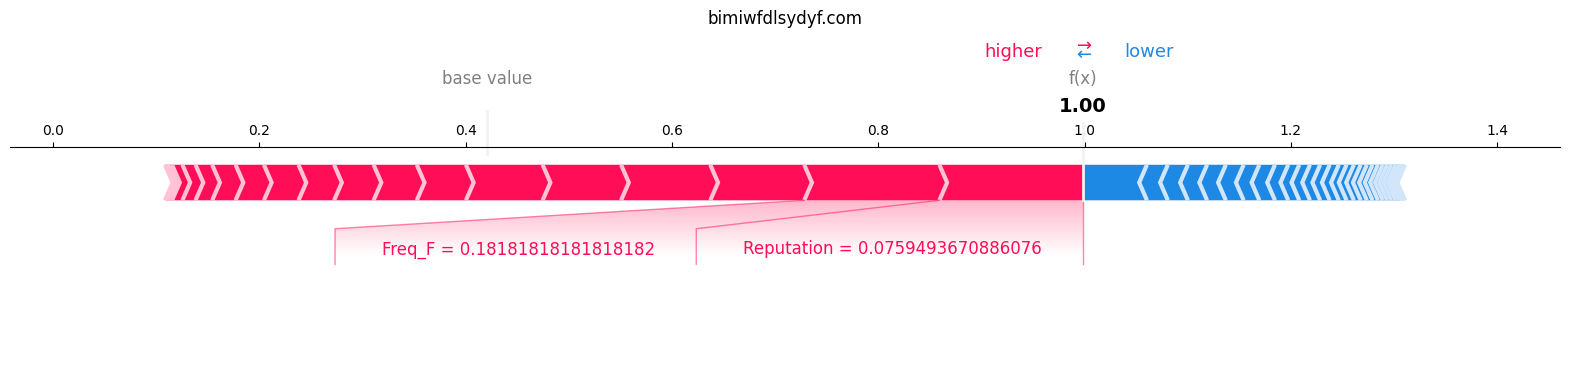 bimiwfdlsydyf.com
higher → ← lower
base value f(x)
1.00
0.0 0.2 0.4 0.6 0.8 1.0 1.2 1.4
Freq_F = 0.18181818181818182 Reputation = 0.0759493670886076